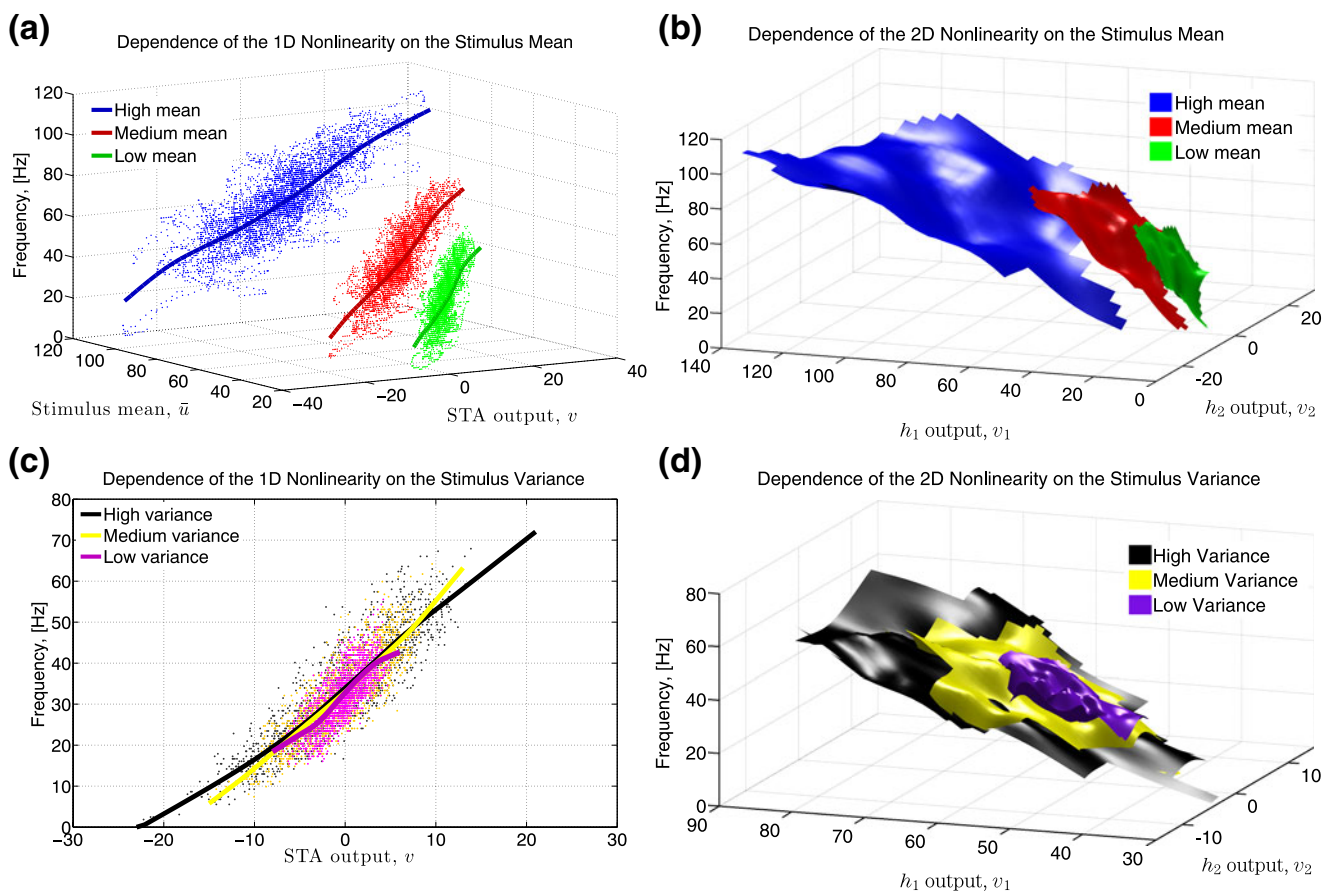 (a)
Dependence of the 1D Nonlinearity on the Stimulus Mean
High mean
Medium mean
Low mean
Frequency, [Hz]
120
100
80
60
40
20
0
120
100
80
60
40
20
Stimulus mean, ū
−40
−20
0
20
40
STA output, v
(b)
Dependence of the 2D Nonlinearity on the Stimulus Mean
High mean
Medium mean
Low mean
Frequency, [Hz]
120
100
80
60
40
20
0
140
120
100
80
60
40
20
0
h₁ output, v₁
−20
0
20
h₂ output, v₂
(c)
Dependence of the 1D Nonlinearity on the Stimulus Variance
High variance
Medium variance
Low variance
Frequency, [Hz]
80
70
60
50
40
30
20
10
0
−30
−20
−10
0
10
20
30
STA output, v
(d)
Dependence of the 2D Nonlinearity on the Stimulus Variance
High Variance
Medium Variance
Low Variance
Frequency, [Hz]
80
60
40
20
0
90
80
70
60
50
40
30
h₁ output, v₁
−10
0
10
h₂ output, v₂